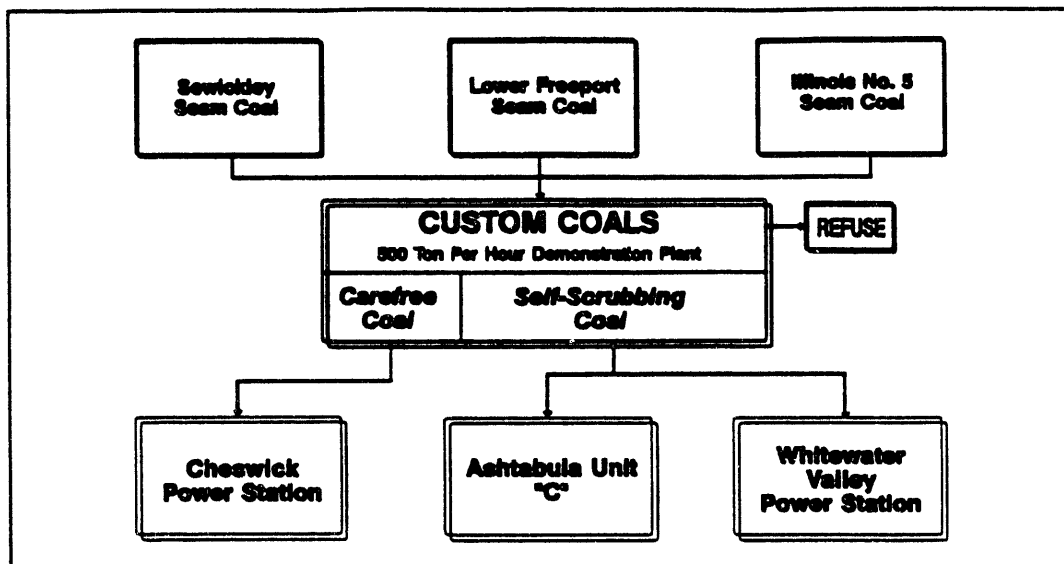 Sewickley
Seam Coal
Lower Freeport
Seam Coal
Illinois No. 5
Seam Coal
CUSTOM COALS
500 Ton Per Hour Demonstration Plant
REFUSE
Carefree
Coal
Self-Scrubbing
Coal
Cheswick
Power Station
Ashtabula Unit
"C"
Whitewater
Valley
Power Station